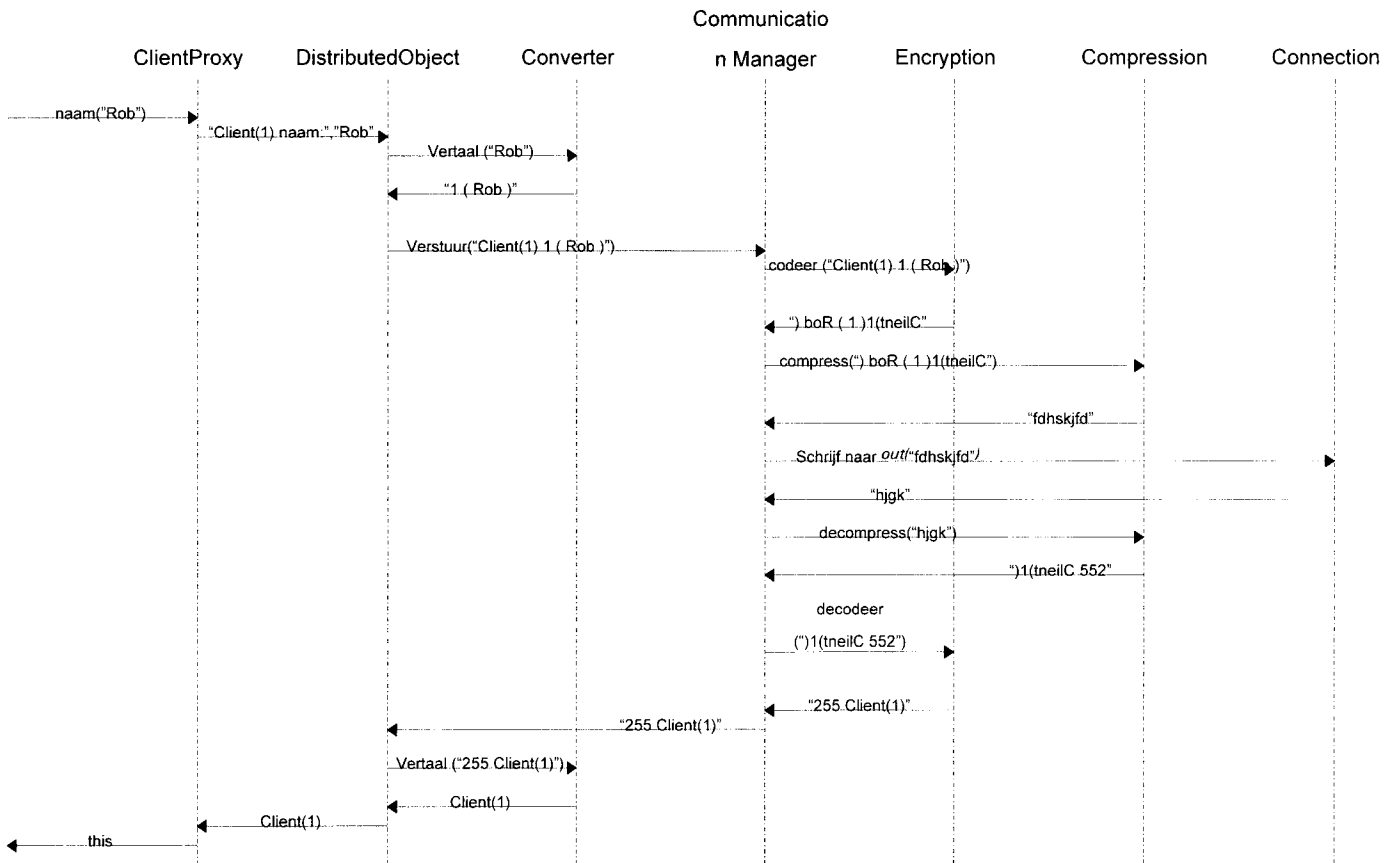 Communicatio
ClientProxy DistributedObject Converter n Manager Encryption Compression Connection
naam("Rob")
"Client(1) naam:","Rob"
Vertaal ("Rob")
"1 ( Rob )"
Verstuur("Client(1) 1 ( Rob )")
codeer ("Client(1) 1 ( Rob )")
") boR ( 1 )1(tneilC"
compress(") boR ( 1 )1(tneilC")
"fdhskjfd"
Schrijf naar out("fdhskjfd")
"hjgk"
decompress("hjgk")
")1(tneilC 552"
decodeer
(")1(tneilC 552")
"255 Client(1)"
"255 Client(1)"
Vertaal ("255 Client(1)")
Client(1)
Client(1)
this